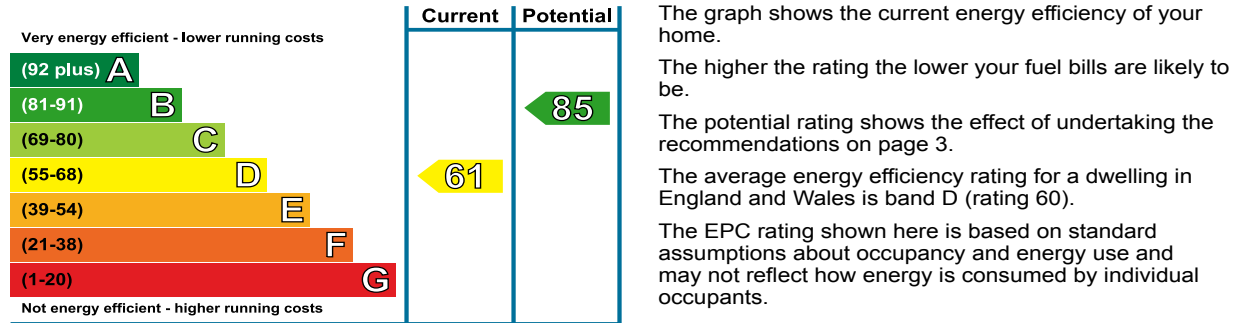 Current Potential
Very energy efficient - lower running costs
(92 plus) A
(81-91) B
85
(69-80) C
(55-68) D
61
(39-54) E
(21-38) F
(1-20) G
Not energy efficient - higher running costs
The graph shows the current energy efficiency of your
home.
The higher the rating the lower your fuel bills are likely to
be.
The potential rating shows the effect of undertaking the
recommendations on page 3.
The average energy efficiency rating for a dwelling in
England and Wales is band D (rating 60).
The EPC rating shown here is based on standard
assumptions about occupancy and energy use and
may not reflect how energy is consumed by individual
occupants.